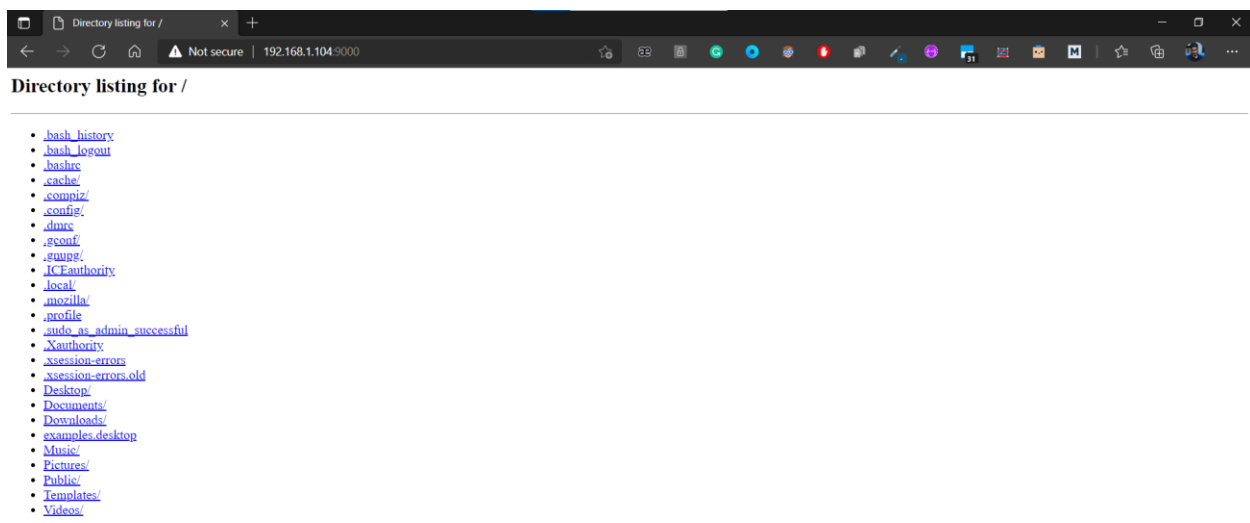 Directory listing for /
Not secure | 192.168.1.104:9000
31
Directory listing for /
.bash_history
.bash_logout
.bashrc
.cache/
.compiz/
.config/
.dmrc
.gconf/
.gnupg/
.ICEauthority
.local/
.mozilla/
.profile
.sudo_as_admin_successful
.Xauthority
.xsession-errors
.xsession-errors.old
Desktop/
Documents/
Downloads/
examples.desktop
Music/
Pictures/
Public/
Templates/
Videos/